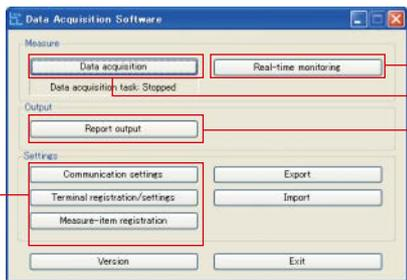 Data Acquisition Software
Measure
Data acquisition
Real-time monitoring
Data acquisition task: Stopped
Output
Report output
Settings
Communication settings
Export
Terminal registration/settings
Import
Measure-item registration
Version
Exit